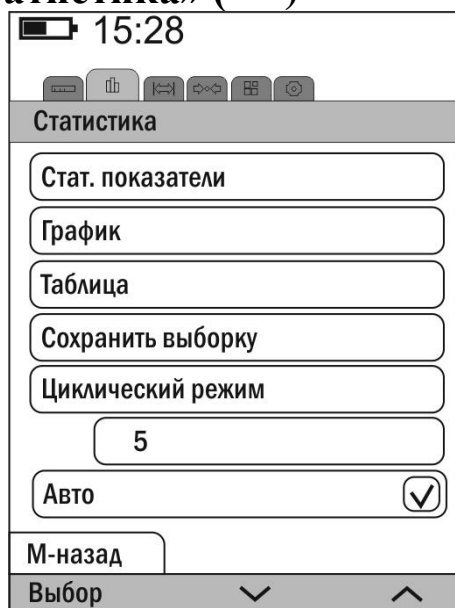 15:28
Статистика
Стат. показатели
График
Таблица
Сохранить выборку
Циклический режим
5
Авто
М-назад
Выбор